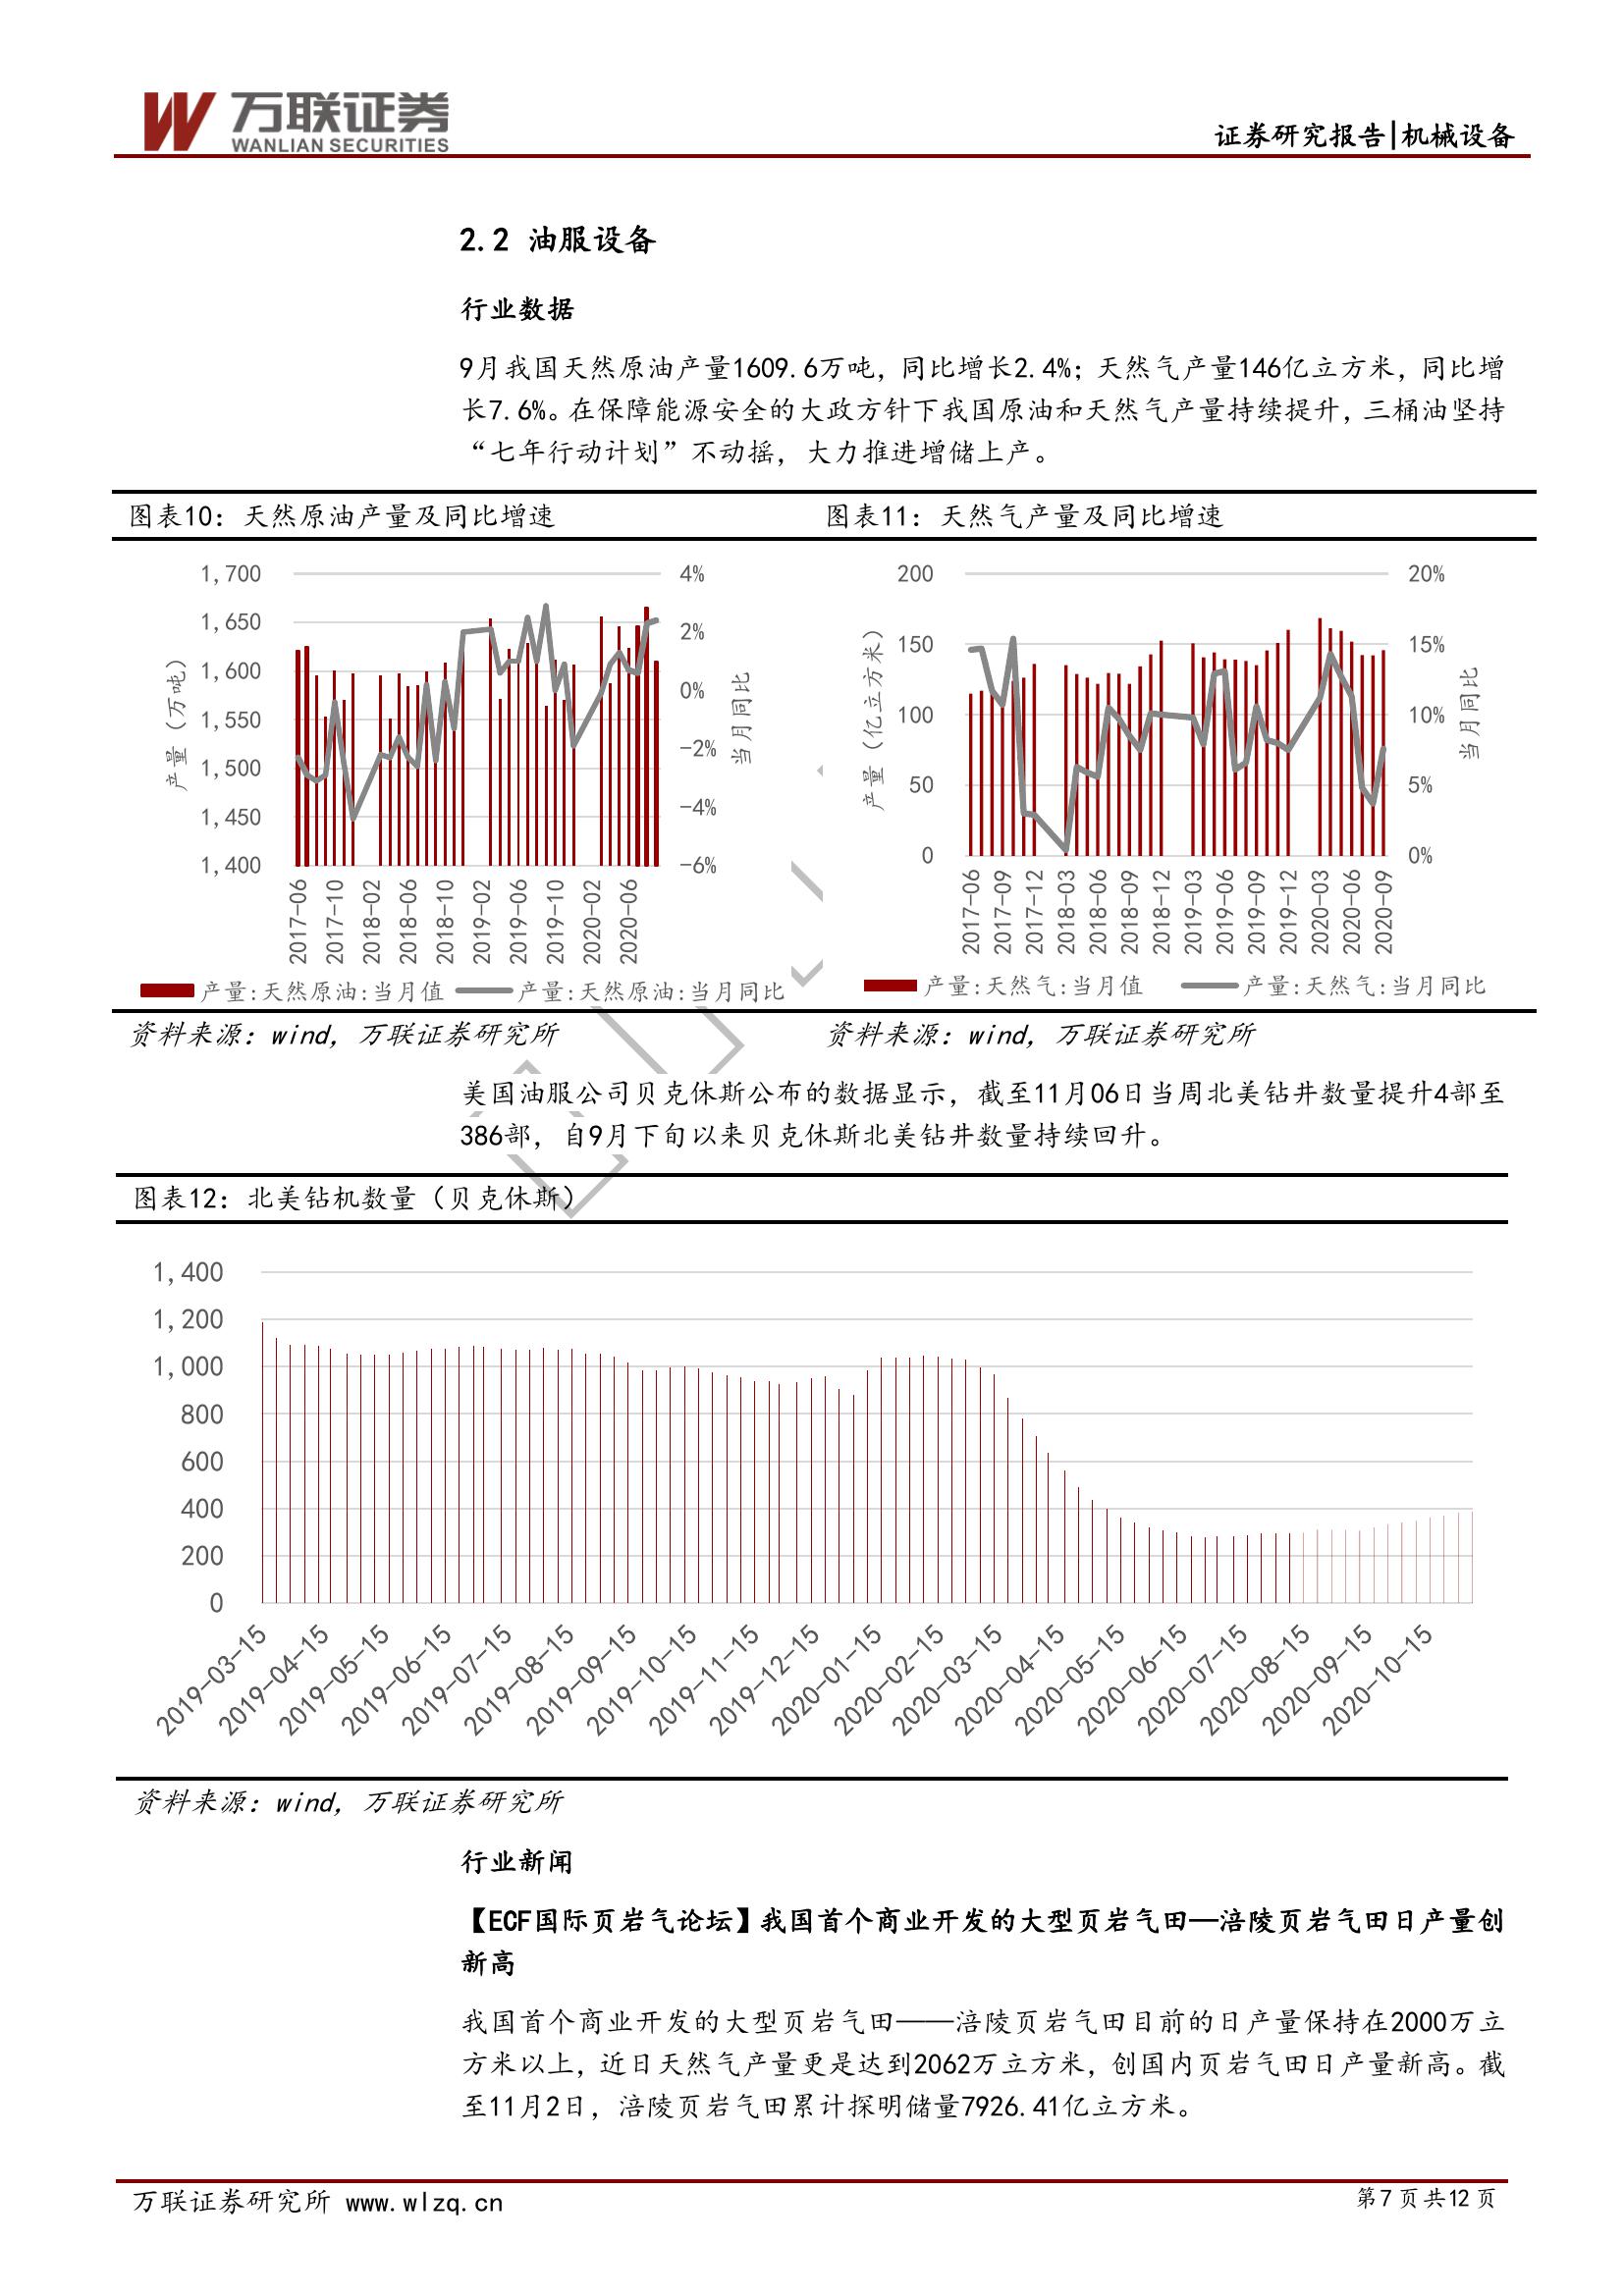 万联证券
WANLIAN SECURITIES
证券研究报告|机械设备
2.2 油服设备
行业数据
9月我国天然原油产量1609.6万吨，同比增长2.4%；天然气产量146亿立方米，同比增
长7.6%。在保障能源安全的大政方针下我国原油和天然气产量持续提升，三桶油坚持
“七年行动计划”不动摇，大力推进增储上产。
图表10：天然原油产量及同比增速
1,700
1,650
1,600
1,550
1,500
1,450
1,400
产量（万吨）
4%
2%
0%
-2%
-4%
-6%
当月同比
2017-06
2017-10
2018-02
2018-06
2018-10
2019-02
2019-06
2019-10
2020-02
2020-06
产量:天然原油:当月值
产量:天然原油:当月同比
资料来源：wind，万联证券研究所
图表11：天然气产量及同比增速
200
150
100
50
0
产量（亿立方米）
20%
15%
10%
5%
0%
当月同比
2017-06
2017-09
2017-12
2018-03
2018-06
2018-09
2018-12
2019-03
2019-06
2019-09
2019-12
2020-03
2020-06
2020-09
产量:天然气:当月值
产量:天然气:当月同比
资料来源：wind，万联证券研究所
美国油服公司贝克休斯公布的数据显示，截至11月06日当周北美钻井数量提升4部至
386部，自9月下旬以来贝克休斯北美钻井数量持续回升。
图表12：北美钻机数量（贝克休斯）
1,400
1,200
1,000
800
600
400
200
0
2019-03-15
2019-04-15
2019-05-15
2019-06-15
2019-07-15
2019-08-15
2019-09-15
2019-10-15
2019-11-15
2019-12-15
2020-01-15
2020-02-15
2020-03-15
2020-04-15
2020-05-15
2020-06-15
2020-07-15
2020-08-15
2020-09-15
2020-10-15
资料来源：wind，万联证券研究所
行业新闻
【ECF国际页岩气论坛】我国首个商业开发的大型页岩气田—涪陵页岩气田日产量创
新高
我国首个商业开发的大型页岩气田——涪陵页岩气田目前的日产量保持在2000万立
方米以上，近日天然气产量更是达到2062万立方米，创国内页岩气田日产量新高。截
至11月2日，涪陵页岩气田累计探明储量7926.41亿立方米。
万联证券研究所 www.wlzq.cn
第7页共12页